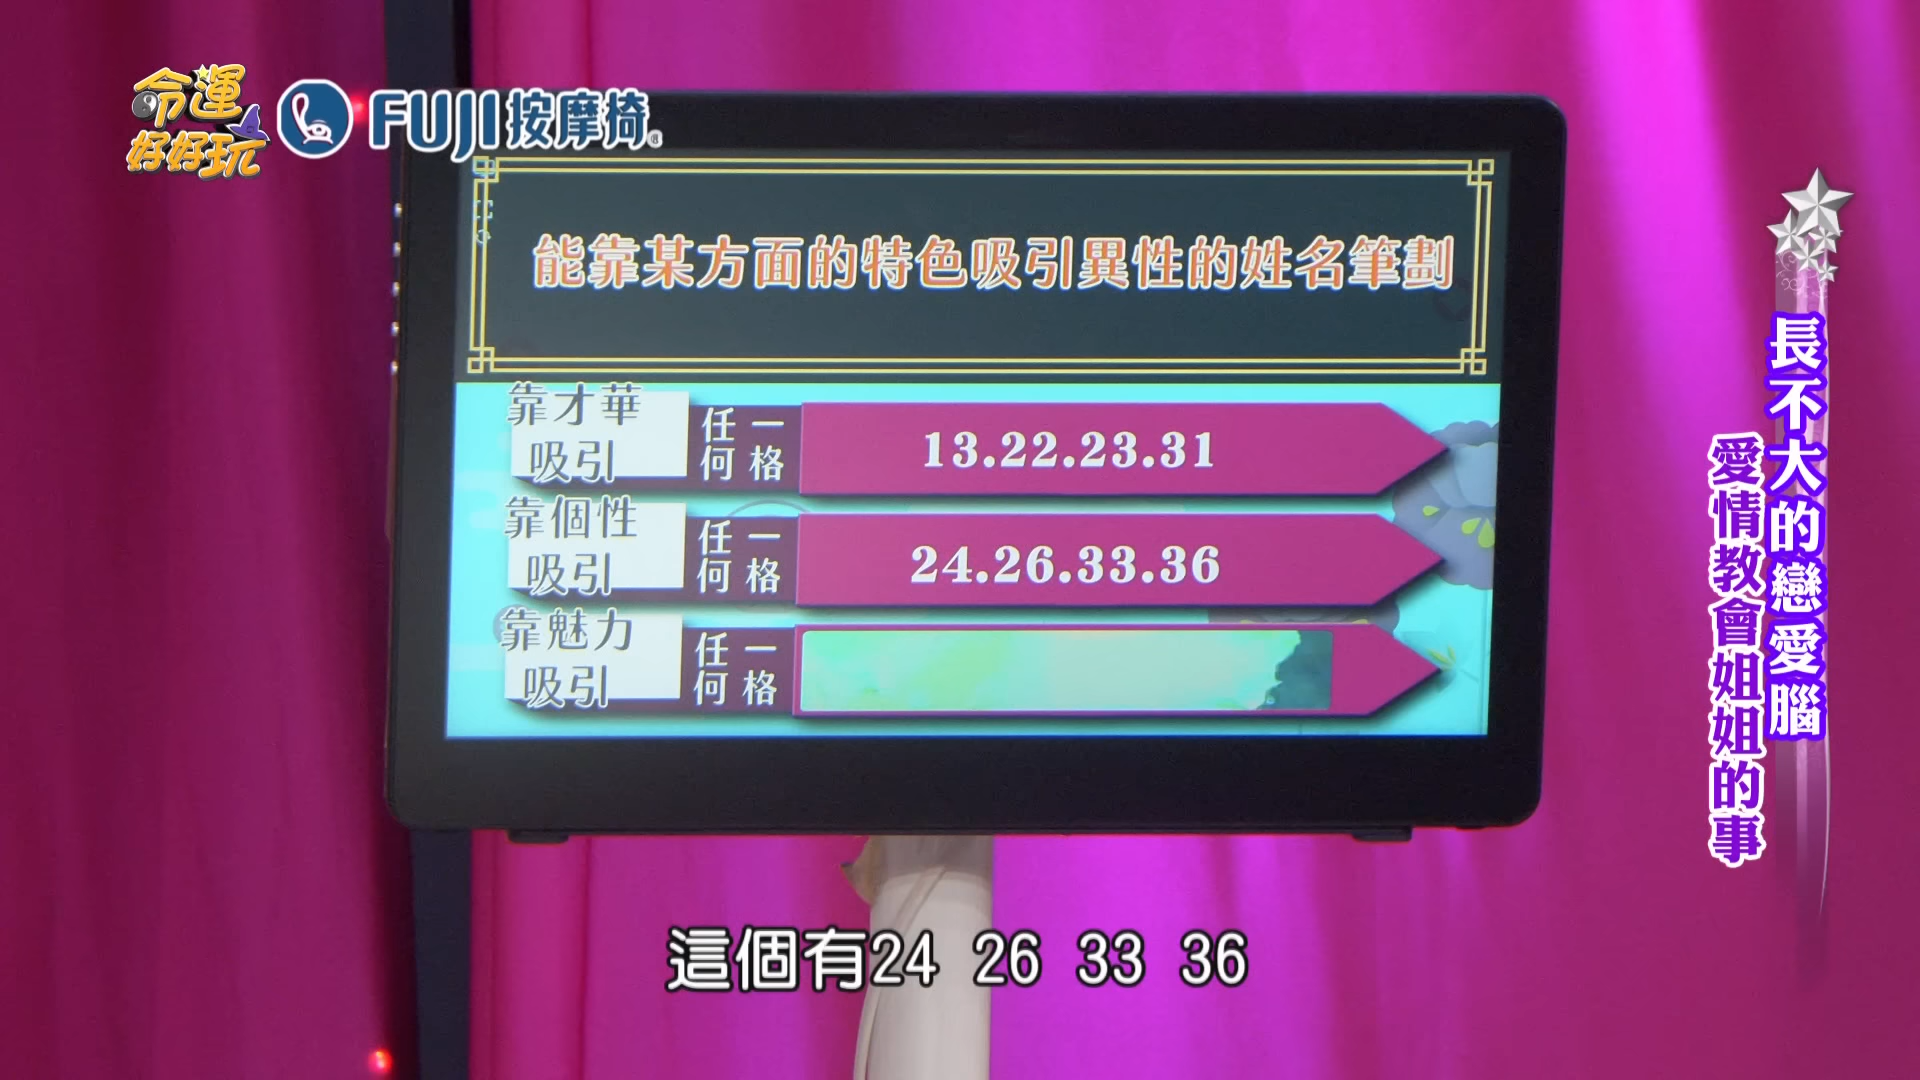 命運
好好玩
FUJI按摩椅
能靠某方面的特色吸引異性的姓名筆劃
靠才華
吸引
任何一格
13.22.23.31
靠個性
吸引
任何一格
24.26.33.36
靠魅力
吸引
任何一格
長不大的戀愛腦
愛情教會姐姐的事
這個有24 26 33 36